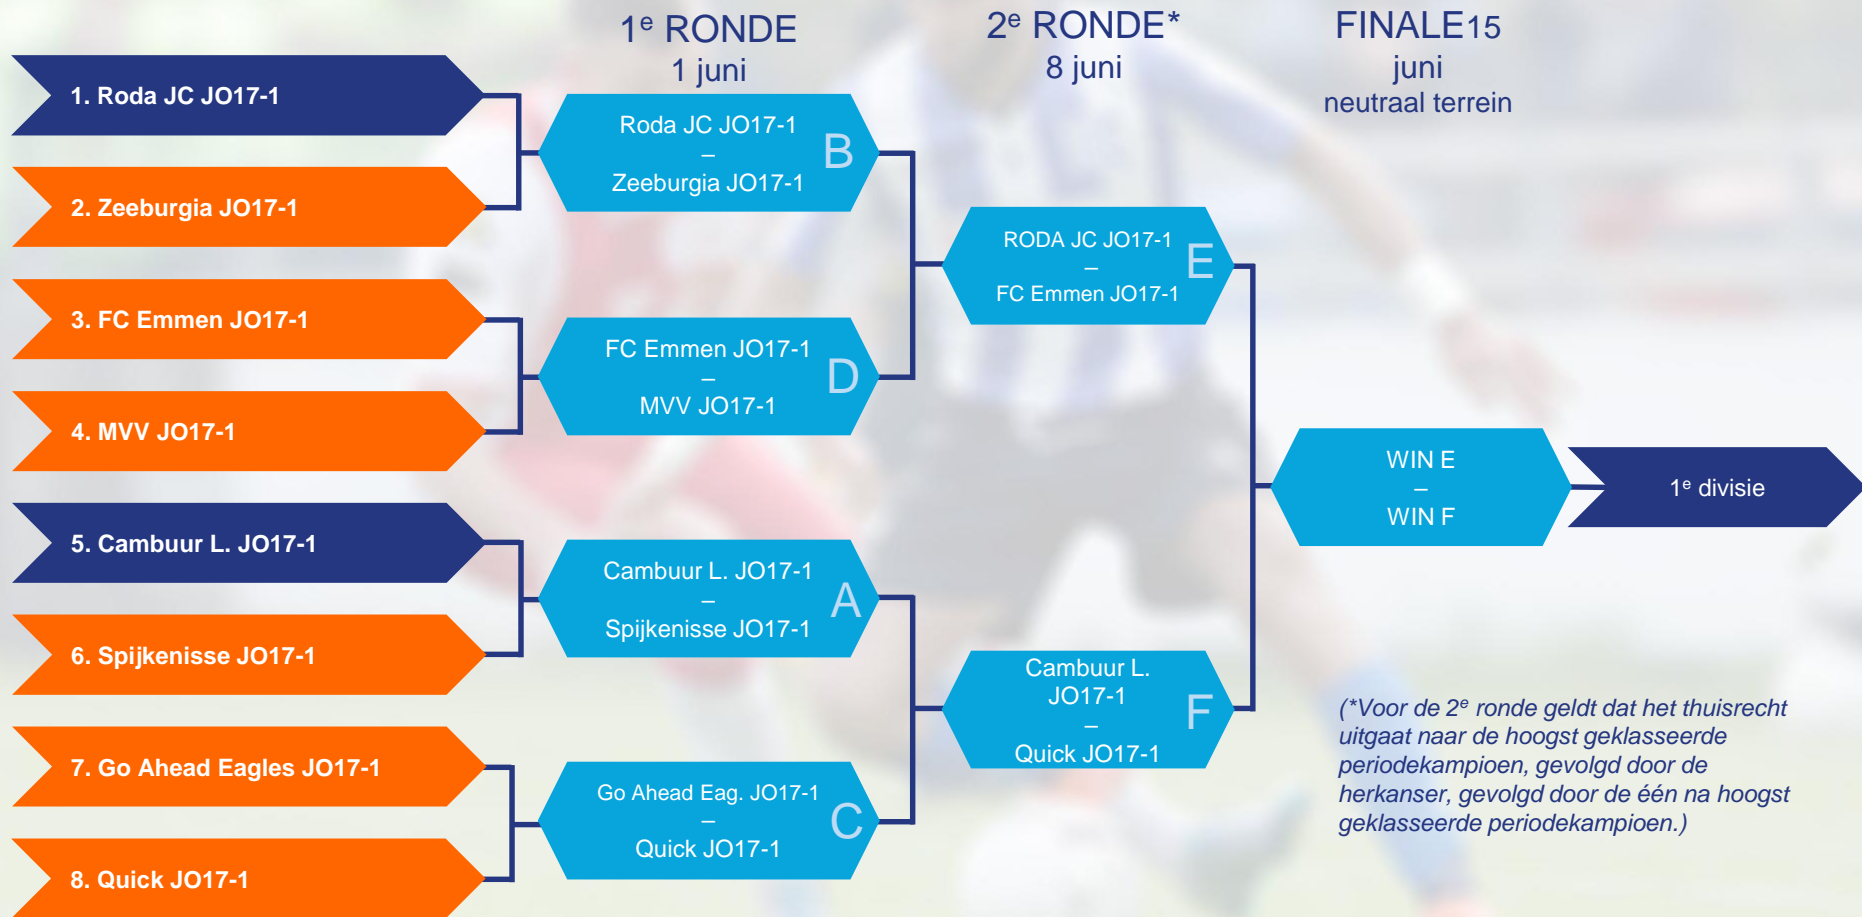 1e RONDE
1 juni
2e RONDE*
8 juni
FINALE15
juni
neutraal terrein
1. Roda JC JO17-1
2. Zeeburgia JO17-1
3. FC Emmen JO17-1
4. MVV JO17-1
5. Cambuur L. JO17-1
6. Spijkenisse JO17-1
7. Go Ahead Eagles JO17-1
8. Quick JO17-1
Roda JC JO17-1
–
Zeeburgia JO17-1
B
FC Emmen JO17-1
–
MVV JO17-1
D
Cambuur L. JO17-1
–
Spijkenisse JO17-1
A
Go Ahead Eag. JO17-1
–
Quick JO17-1
C
RODA JC JO17-1
–
FC Emmen JO17-1
E
Cambuur L.
JO17-1
–
Quick JO17-1
F
WIN E
–
WIN F
1e divisie
(*Voor de 2e ronde geldt dat het thuisrecht
uitgaat naar de hoogst geklasseerde
periodekampioen, gevolgd door de
herkanser, gevolgd door de één na hoogst
geklasseerde periodekampioen.)